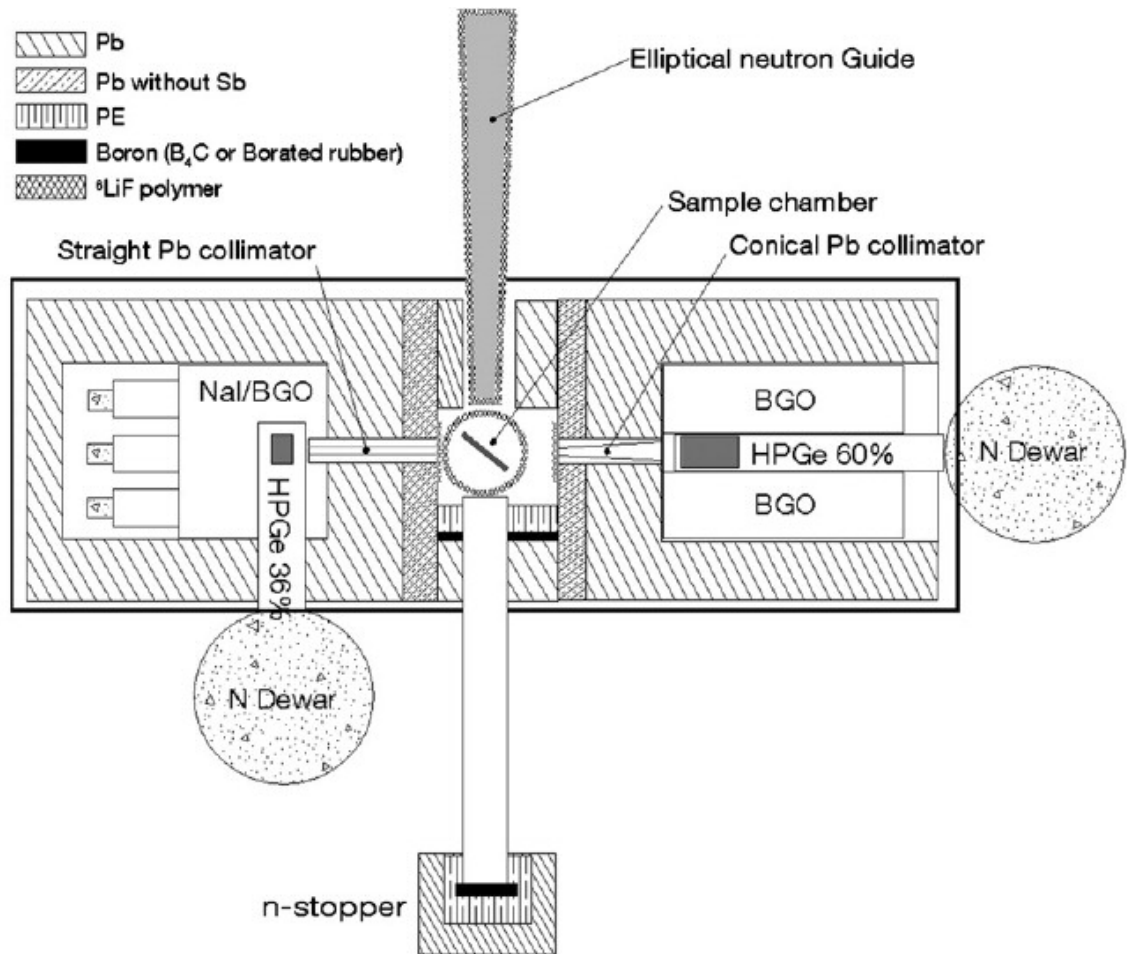 Pb
Pb without Sb
PE
Boron (B₄C or Borated rubber)
⁶LiF polymer
Elliptical neutron Guide
Sample chamber
Straight Pb collimator
Conical Pb collimator
NaI/BGO
BGO
HPGe 36%
HPGe 60%
N Dewar
BGO
N Dewar
n-stopper